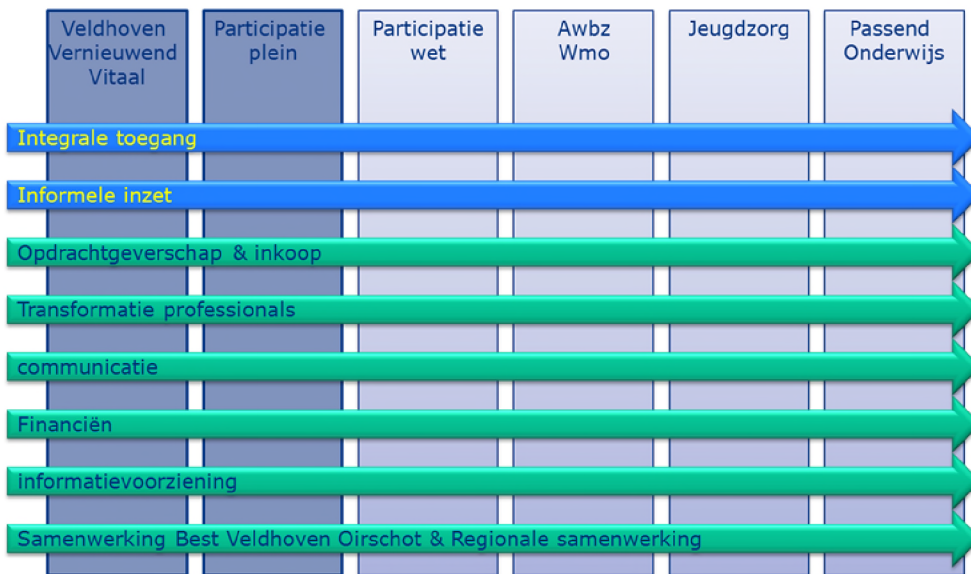 Veldhoven
Vernieuwend
Vitaal
Participatie
plein
Participatie
wet
Awbz
Wmo
Jeugdzorg
Passend
Onderwijs
Integrale toegang
Informele inzet
Opdrachtgeverschap & inkoop
Transformatie professionals
communicatie
Financiën
informatievoorziening
Samenwerking Best Veldhoven Oirschot & Regionale samenwerking